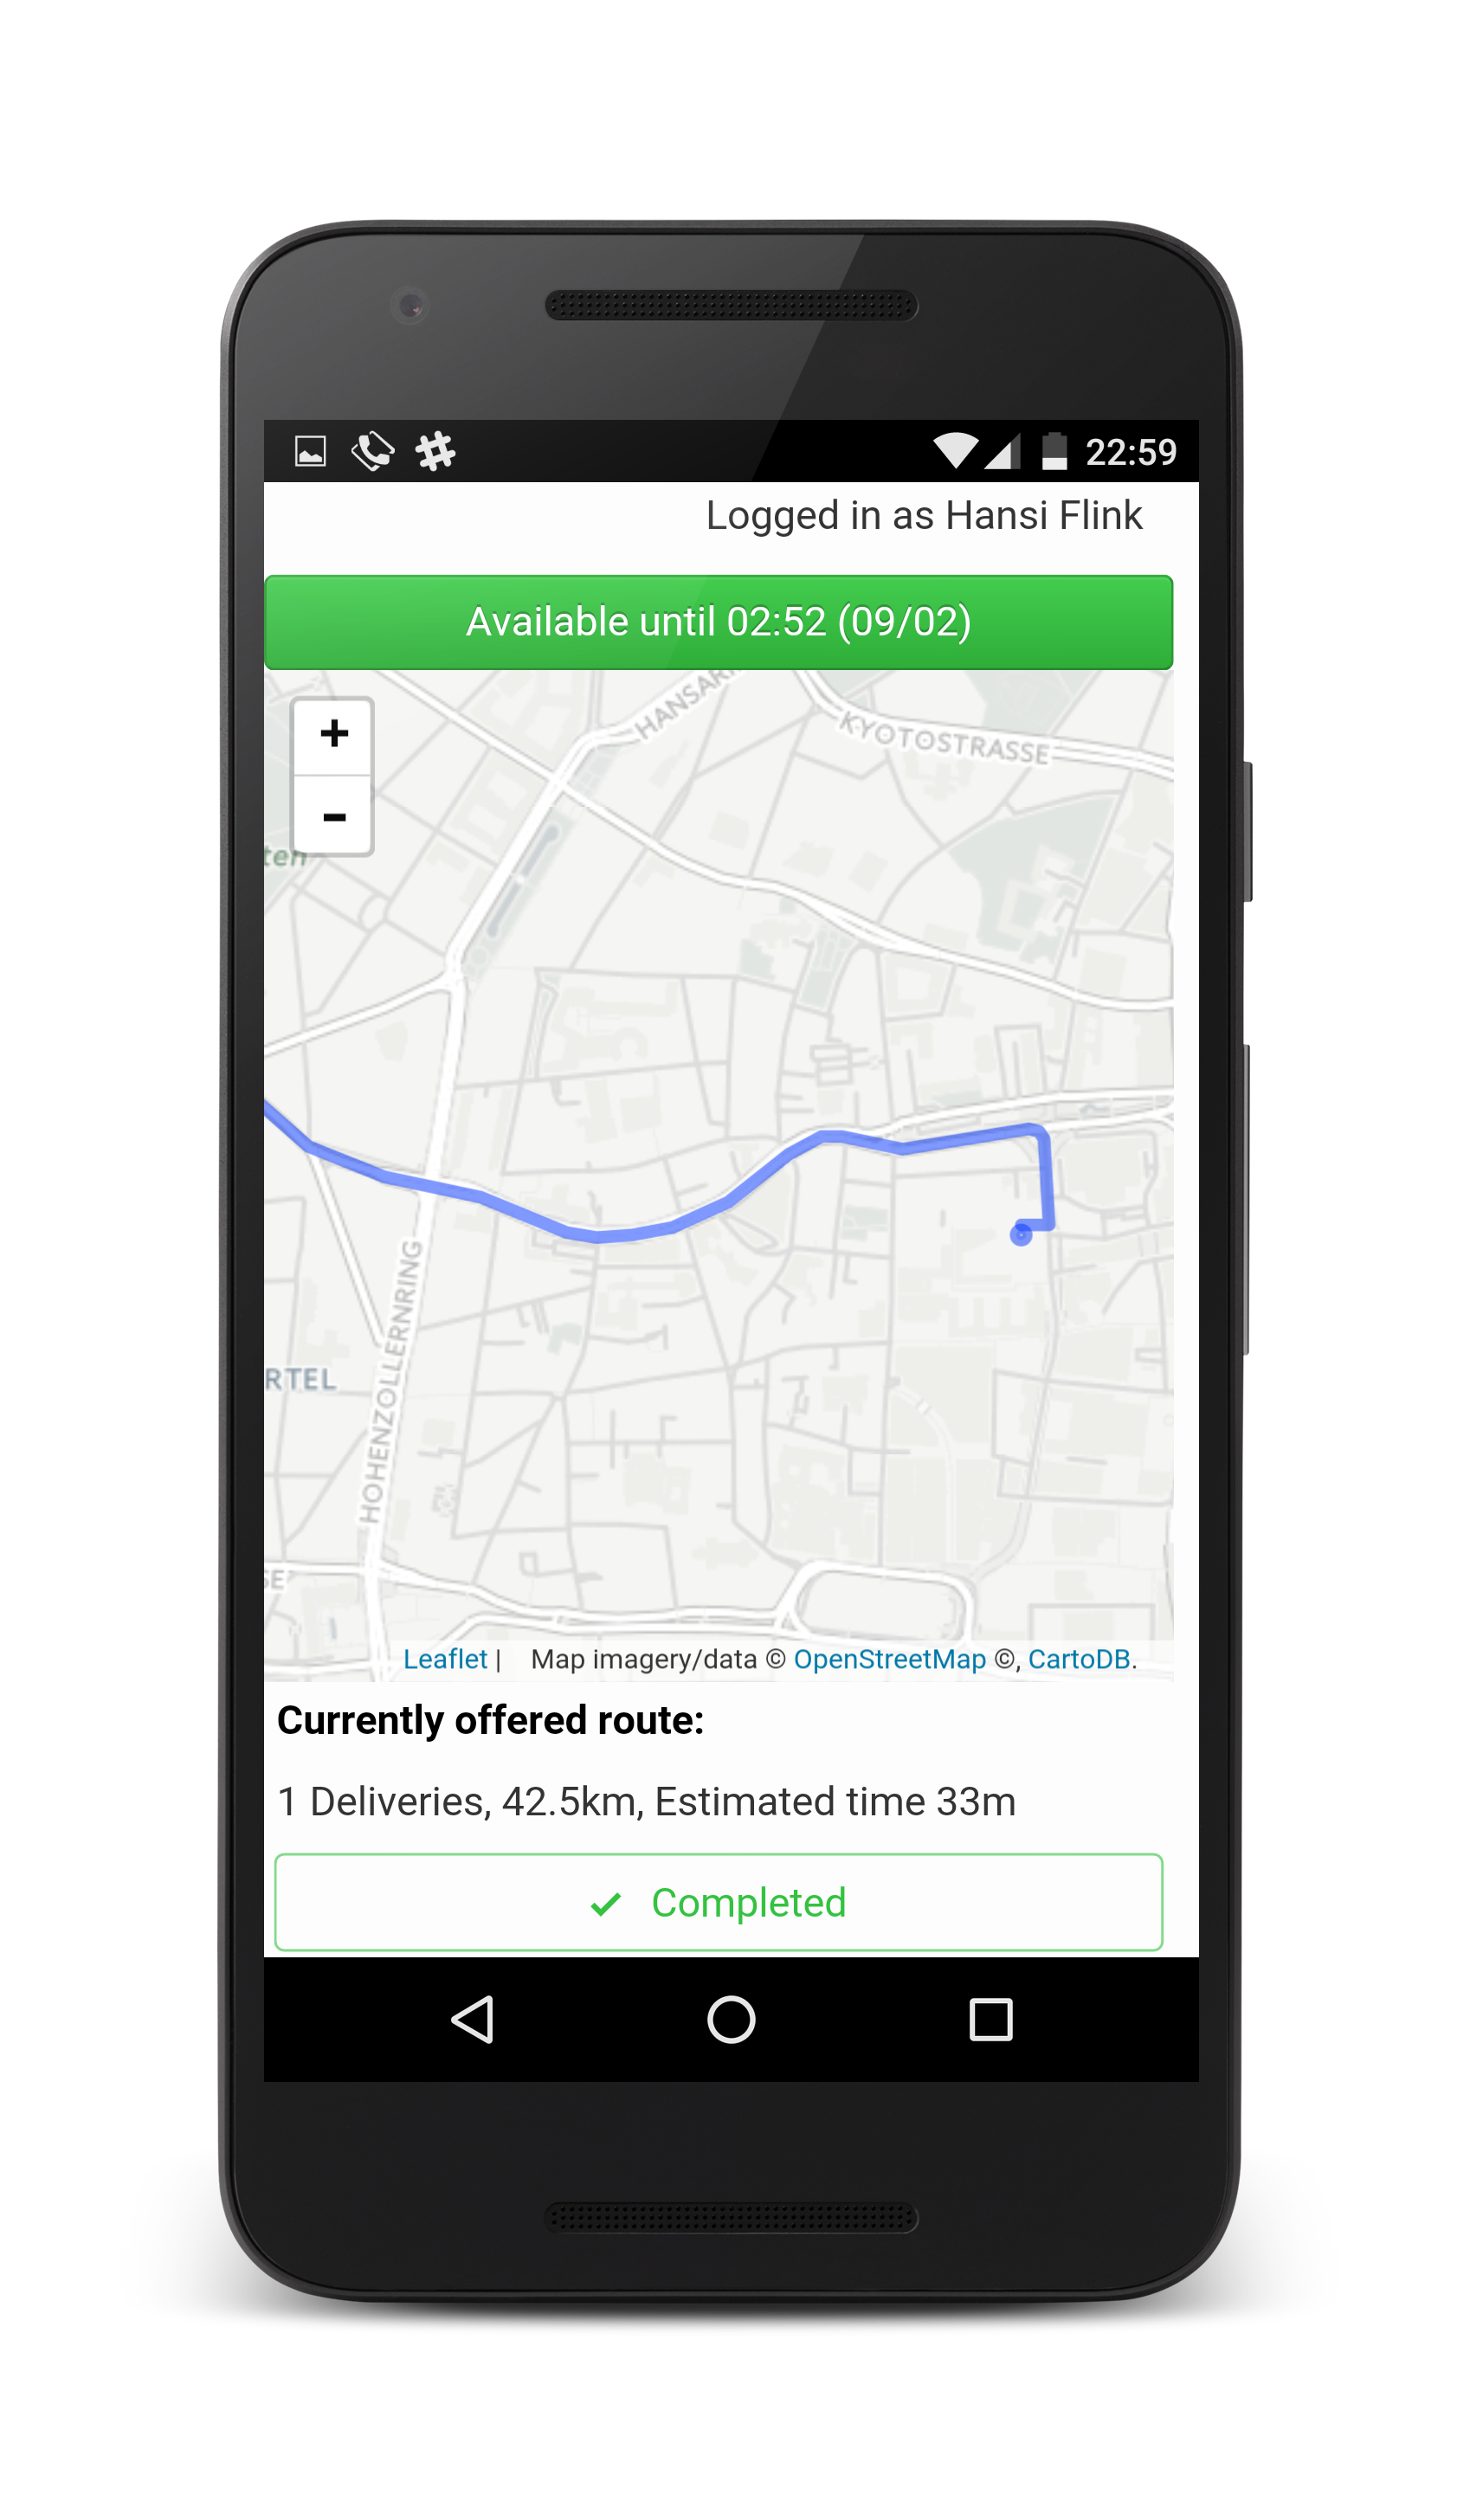 22:59
Logged in as Hansi Flink
Available until 02:52 (09/02)
+
-
HANSARI
KYOTOSTRASSE
ten
HOHENZOLLERNRING
RTEL
SE
Leaflet | Map imagery/data © OpenStreetMap ©, CartoDB.
Currently offered route:
1 Deliveries, 42.5km, Estimated time 33m
Completed